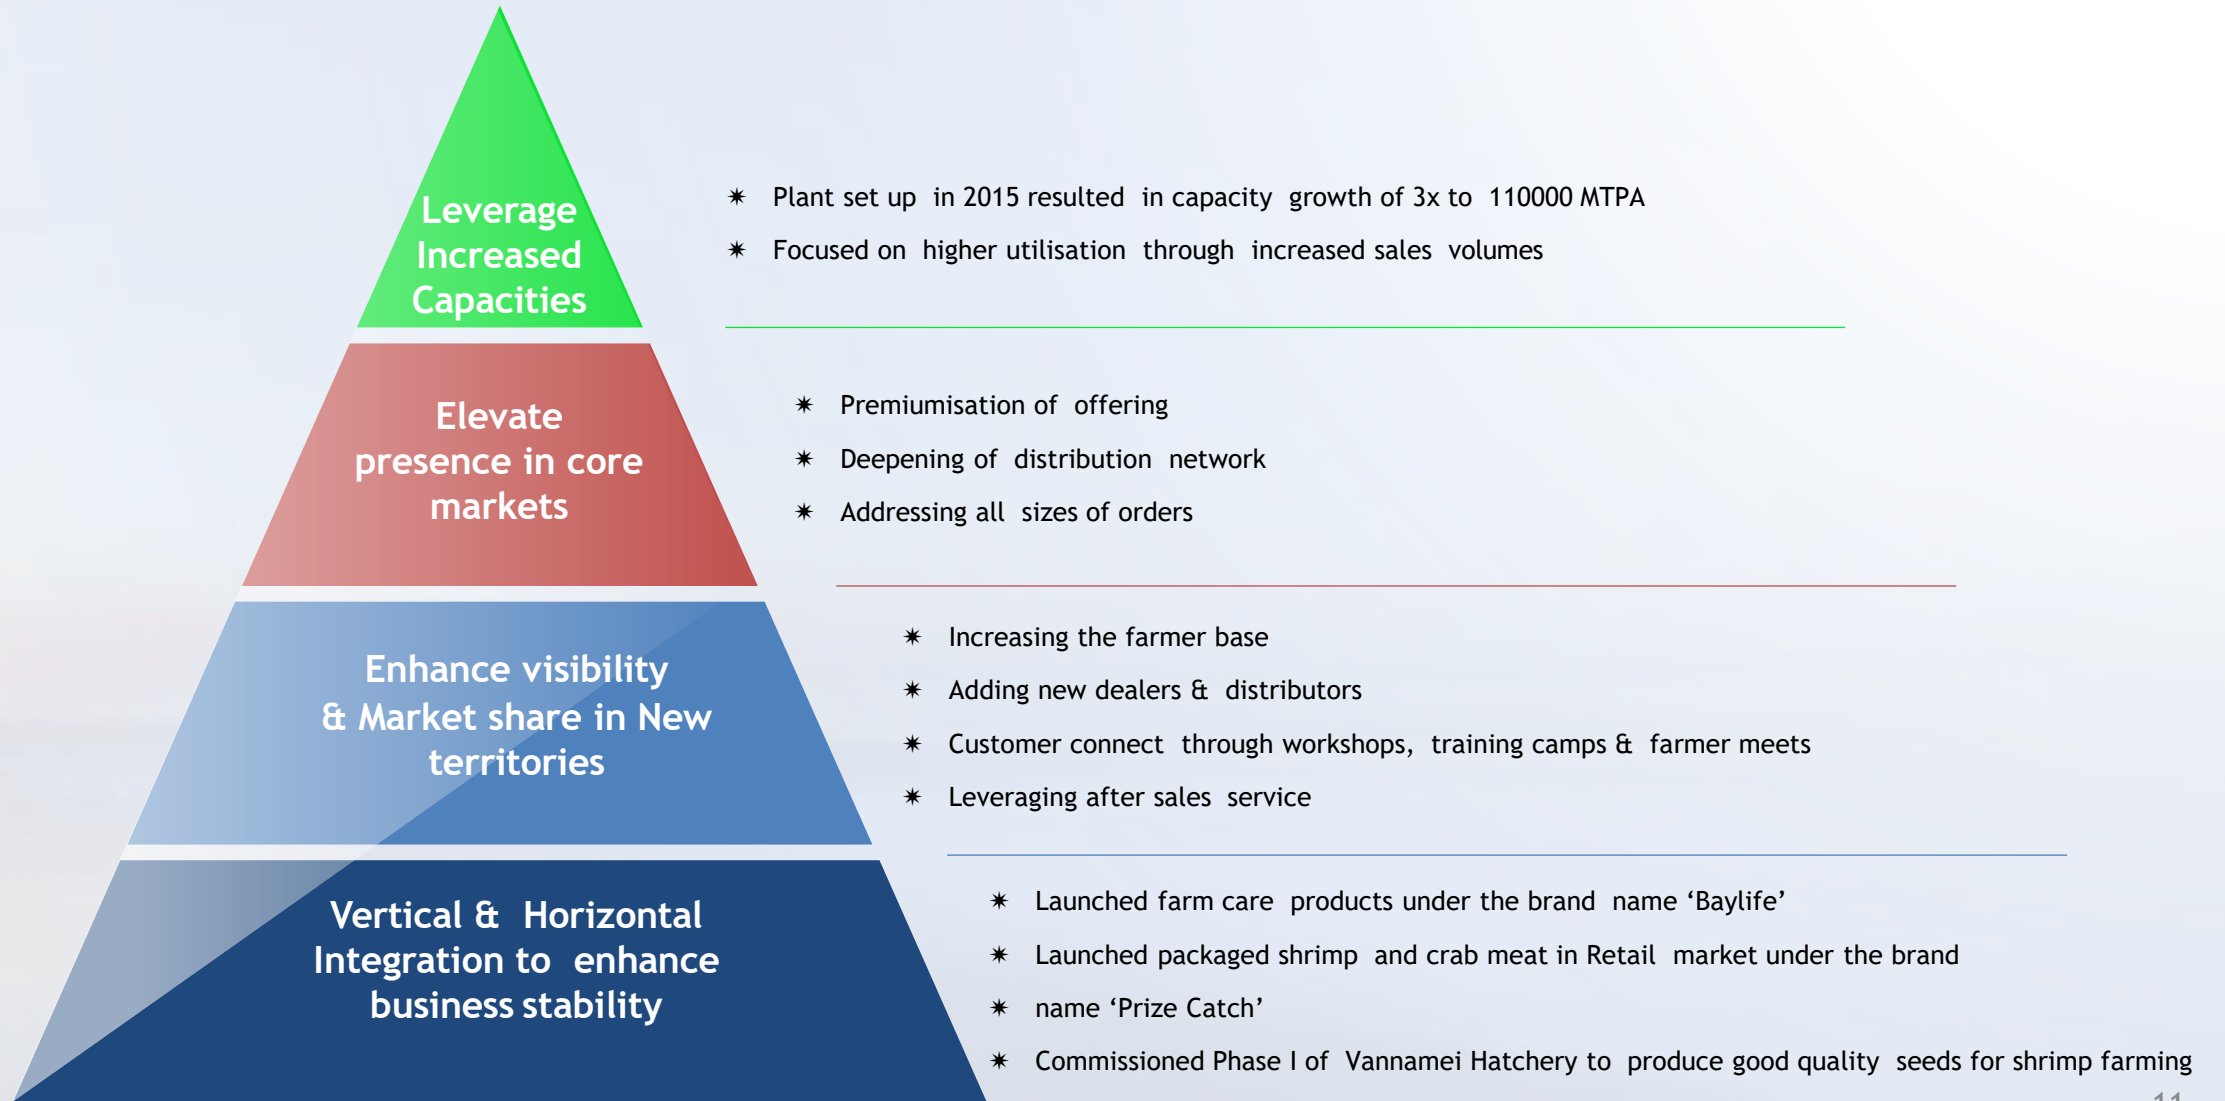 Leverage
Increased
Capacities
✷ Plant set up in 2015 resulted in capacity growth of 3x to 110000 MTPA
✷ Focused on higher utilisation through increased sales volumes
Elevate
presence in core
markets
✷ Premiumisation of offering
✷ Deepening of distribution network
✷ Addressing all sizes of orders
Enhance visibility
& Market share in New
territories
✷ Increasing the farmer base
✷ Adding new dealers & distributors
✷ Customer connect through workshops, training camps & farmer meets
✷ Leveraging after sales service
Vertical & Horizontal
Integration to enhance
business stability
✷ Launched farm care products under the brand name ‘Baylife’
✷ Launched packaged shrimp and crab meat in Retail market under the brand
✷ name ‘Prize Catch’
✷ Commissioned Phase I of Vannamei Hatchery to produce good quality seeds for shrimp farming
11